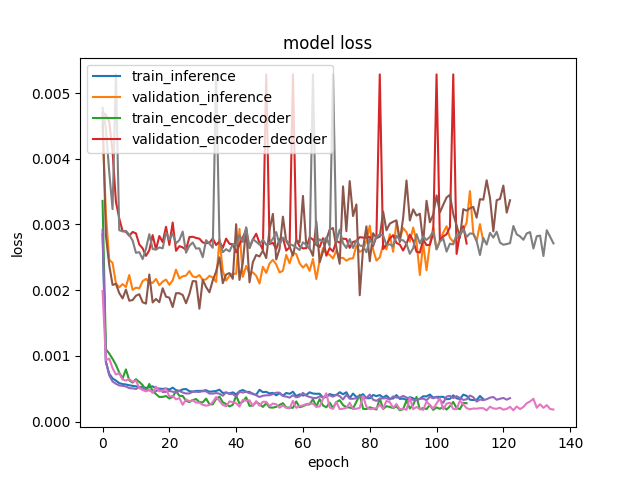 model loss
train_inference
validation_inference
train_encoder_decoder
validation_encoder_decoder
loss
0.005
0.004
0.003
0.002
0.001
0.000
0 20 40 60 80 100 120 140
epoch